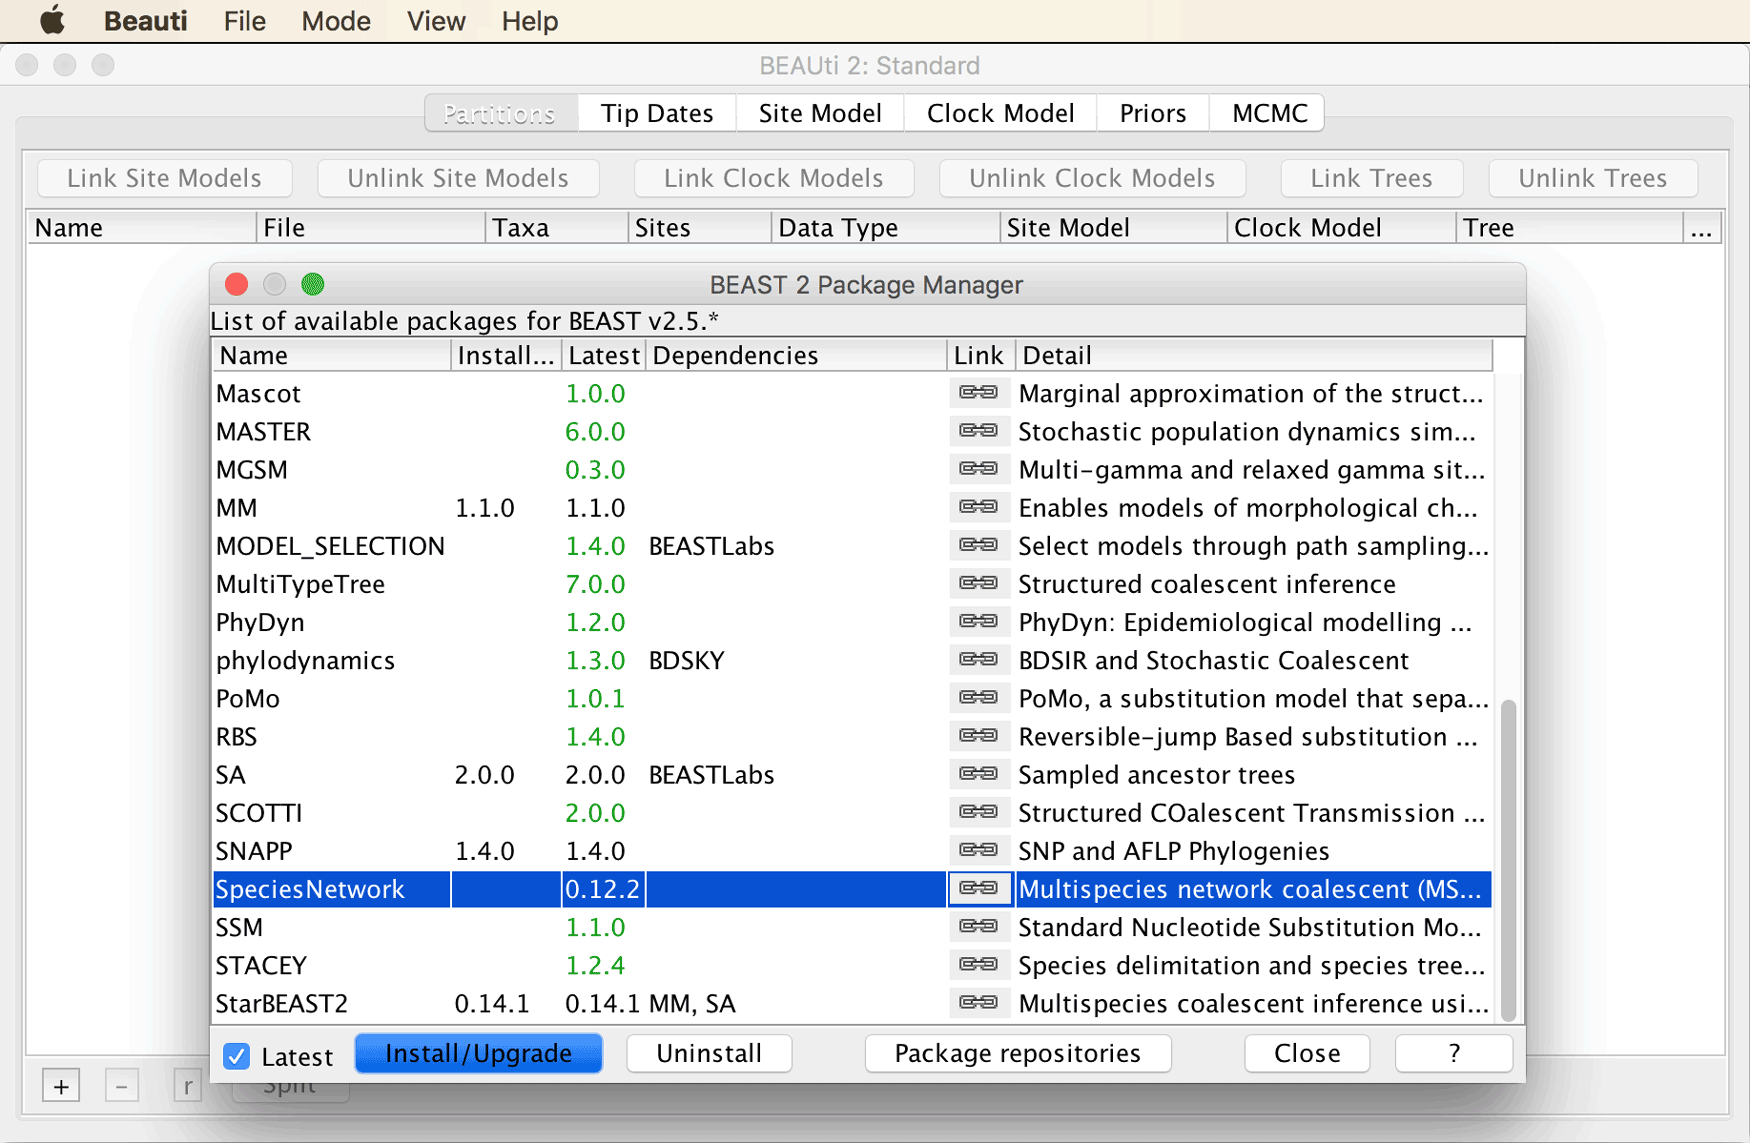 Beauti File Mode View Help
BEAUti 2: Standard
Partitions Tip Dates Site Model Clock Model Priors MCMC
Link Site Models Unlink Site Models Link Clock Models Unlink Clock Models Link Trees Unlink Trees
Name File Taxa Sites Data Type Site Model Clock Model Tree ...
BEAST 2 Package Manager
List of available packages for BEAST v2.5.*
Name Install... Latest Dependencies Link Detail
Mascot 1.0.0 Marginal approximation of the struct...
MASTER 6.0.0 Stochastic population dynamics sim...
MGSM 0.3.0 Multi-gamma and relaxed gamma sit...
MM 1.1.0 1.1.0 Enables models of morphological ch...
MODEL_SELECTION 1.4.0 BEASTLabs Select models through path sampling...
MultiTypeTree 7.0.0 Structured coalescent inference
PhyDyn 1.2.0 PhyDyn: Epidemiological modelling ...
phylodynamics 1.3.0 BDSKY BDSIR and Stochastic Coalescent
PoMo 1.0.1 PoMo, a substitution model that sepa...
RBS 1.4.0 Reversible-jump Based substitution ...
SA 2.0.0 2.0.0 BEASTLabs Sampled ancestor trees
SCOTTI 2.0.0 Structured COalescent Transmission ...
SNAPP 1.4.0 1.4.0 SNP and AFLP Phylogenies
SpeciesNetwork 0.12.2 Multispecies network coalescent (MS...
SSM 1.1.0 Standard Nucleotide Substitution Mo...
STACEY 1.2.4 Species delimitation and species tree...
StarBEAST2 0.14.1 0.14.1 MM, SA Multispecies coalescent inference usi...
Latest Install/Upgrade Uninstall Package repositories Close ?
+ - r Split